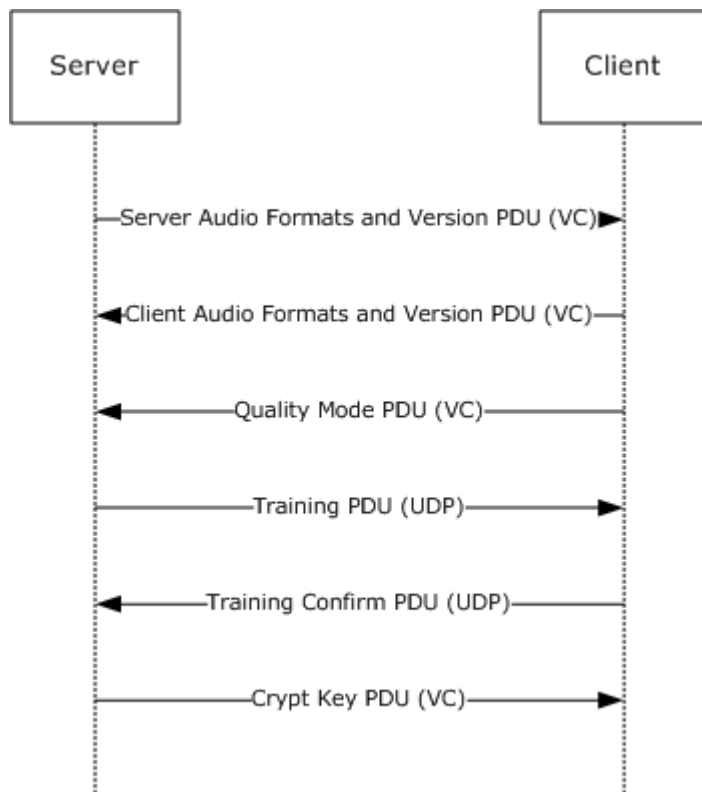 Server
Client
Server Audio Formats and Version PDU (VC)
Client Audio Formats and Version PDU (VC)
Quality Mode PDU (VC)
Training PDU (UDP)
Training Confirm PDU (UDP)
Crypt Key PDU (VC)